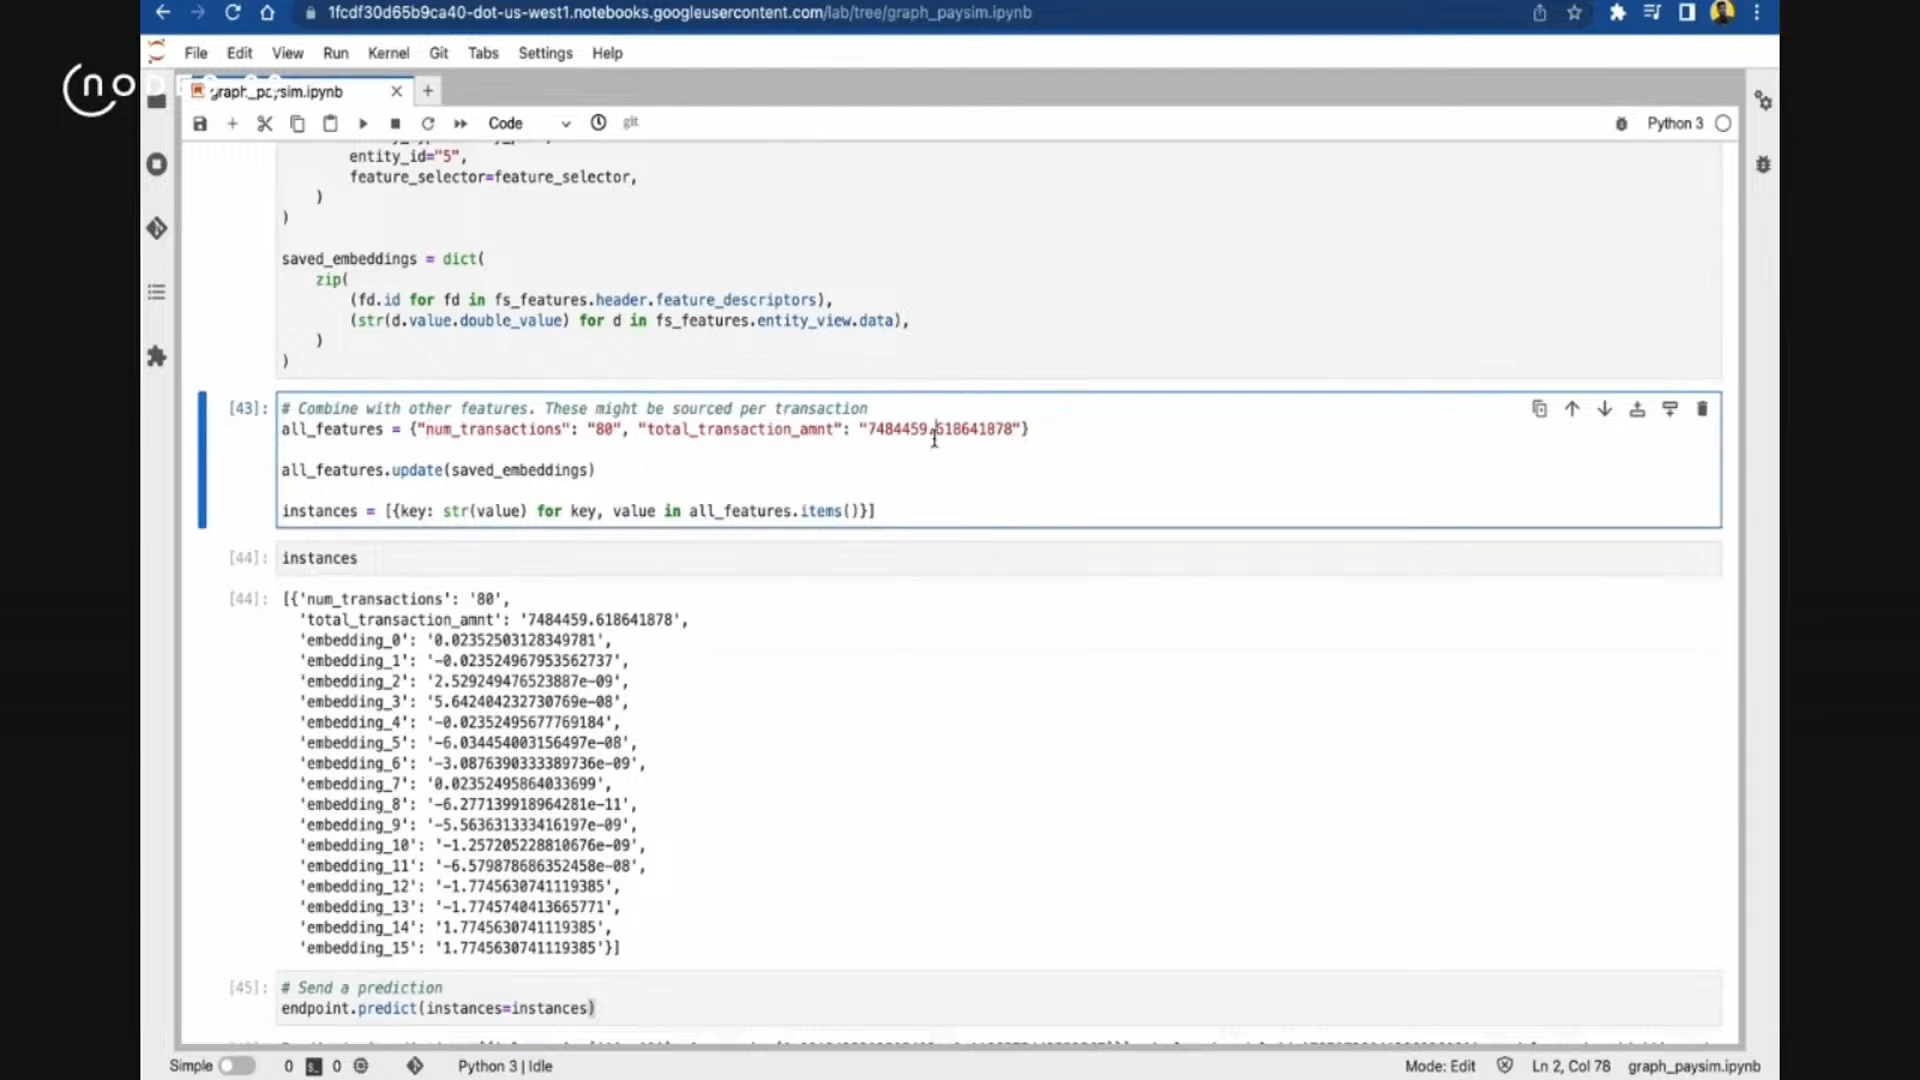 1fcdf30d65b9ca40-dot-us-west1.notebooks.googleusercontent.com/lab/tree/graph_paysim.ipynb
File Edit View Run Kernel Git Tabs Settings Help
graph_paysim.ipynb
Code
git
Python 3
entity_id="5",
feature_selector=feature_selector,
)
)
saved_embeddings = dict(
zip(
(fd.id for fd in fs_features.header.feature_descriptors),
(str(d.value.double_value) for d in fs_features.entity_view.data),
)
)
[43]: # Combine with other features. These might be sourced per transaction
all_features = {"num_transactions": "80", "total_transaction_amnt": "7484459.618641878"}
all_features.update(saved_embeddings)
instances = [{key: str(value) for key, value in all_features.items()}]
[44]: instances
[44]: [{'num_transactions': '80',
'total_transaction_amnt': '7484459.618641878',
'embedding_0': '0.02352503128349781',
'embedding_1': '-0.023524967953562737',
'embedding_2': '2.529249476523887e-09',
'embedding_3': '5.642404232730769e-08',
'embedding_4': '-0.02352495677769184',
'embedding_5': '-6.034454003156497e-08',
'embedding_6': '-3.0876390333389736e-09',
'embedding_7': '0.02352495864033699',
'embedding_8': '-6.277139918964281e-11',
'embedding_9': '-5.563631333416197e-09',
'embedding_10': '-1.257205228810676e-09',
'embedding_11': '-6.579878686352458e-08',
'embedding_12': '-1.7745630741119385',
'embedding_13': '-1.7745740413665771',
'embedding_14': '1.7745630741119385',
'embedding_15': '1.7745630741119385'}]
[45]: # Send a prediction
endpoint.predict(instances=instances)
Simple 0 0 Python 3 | Idle Mode: Edit Ln 2, Col 78 graph_paysim.ipynb